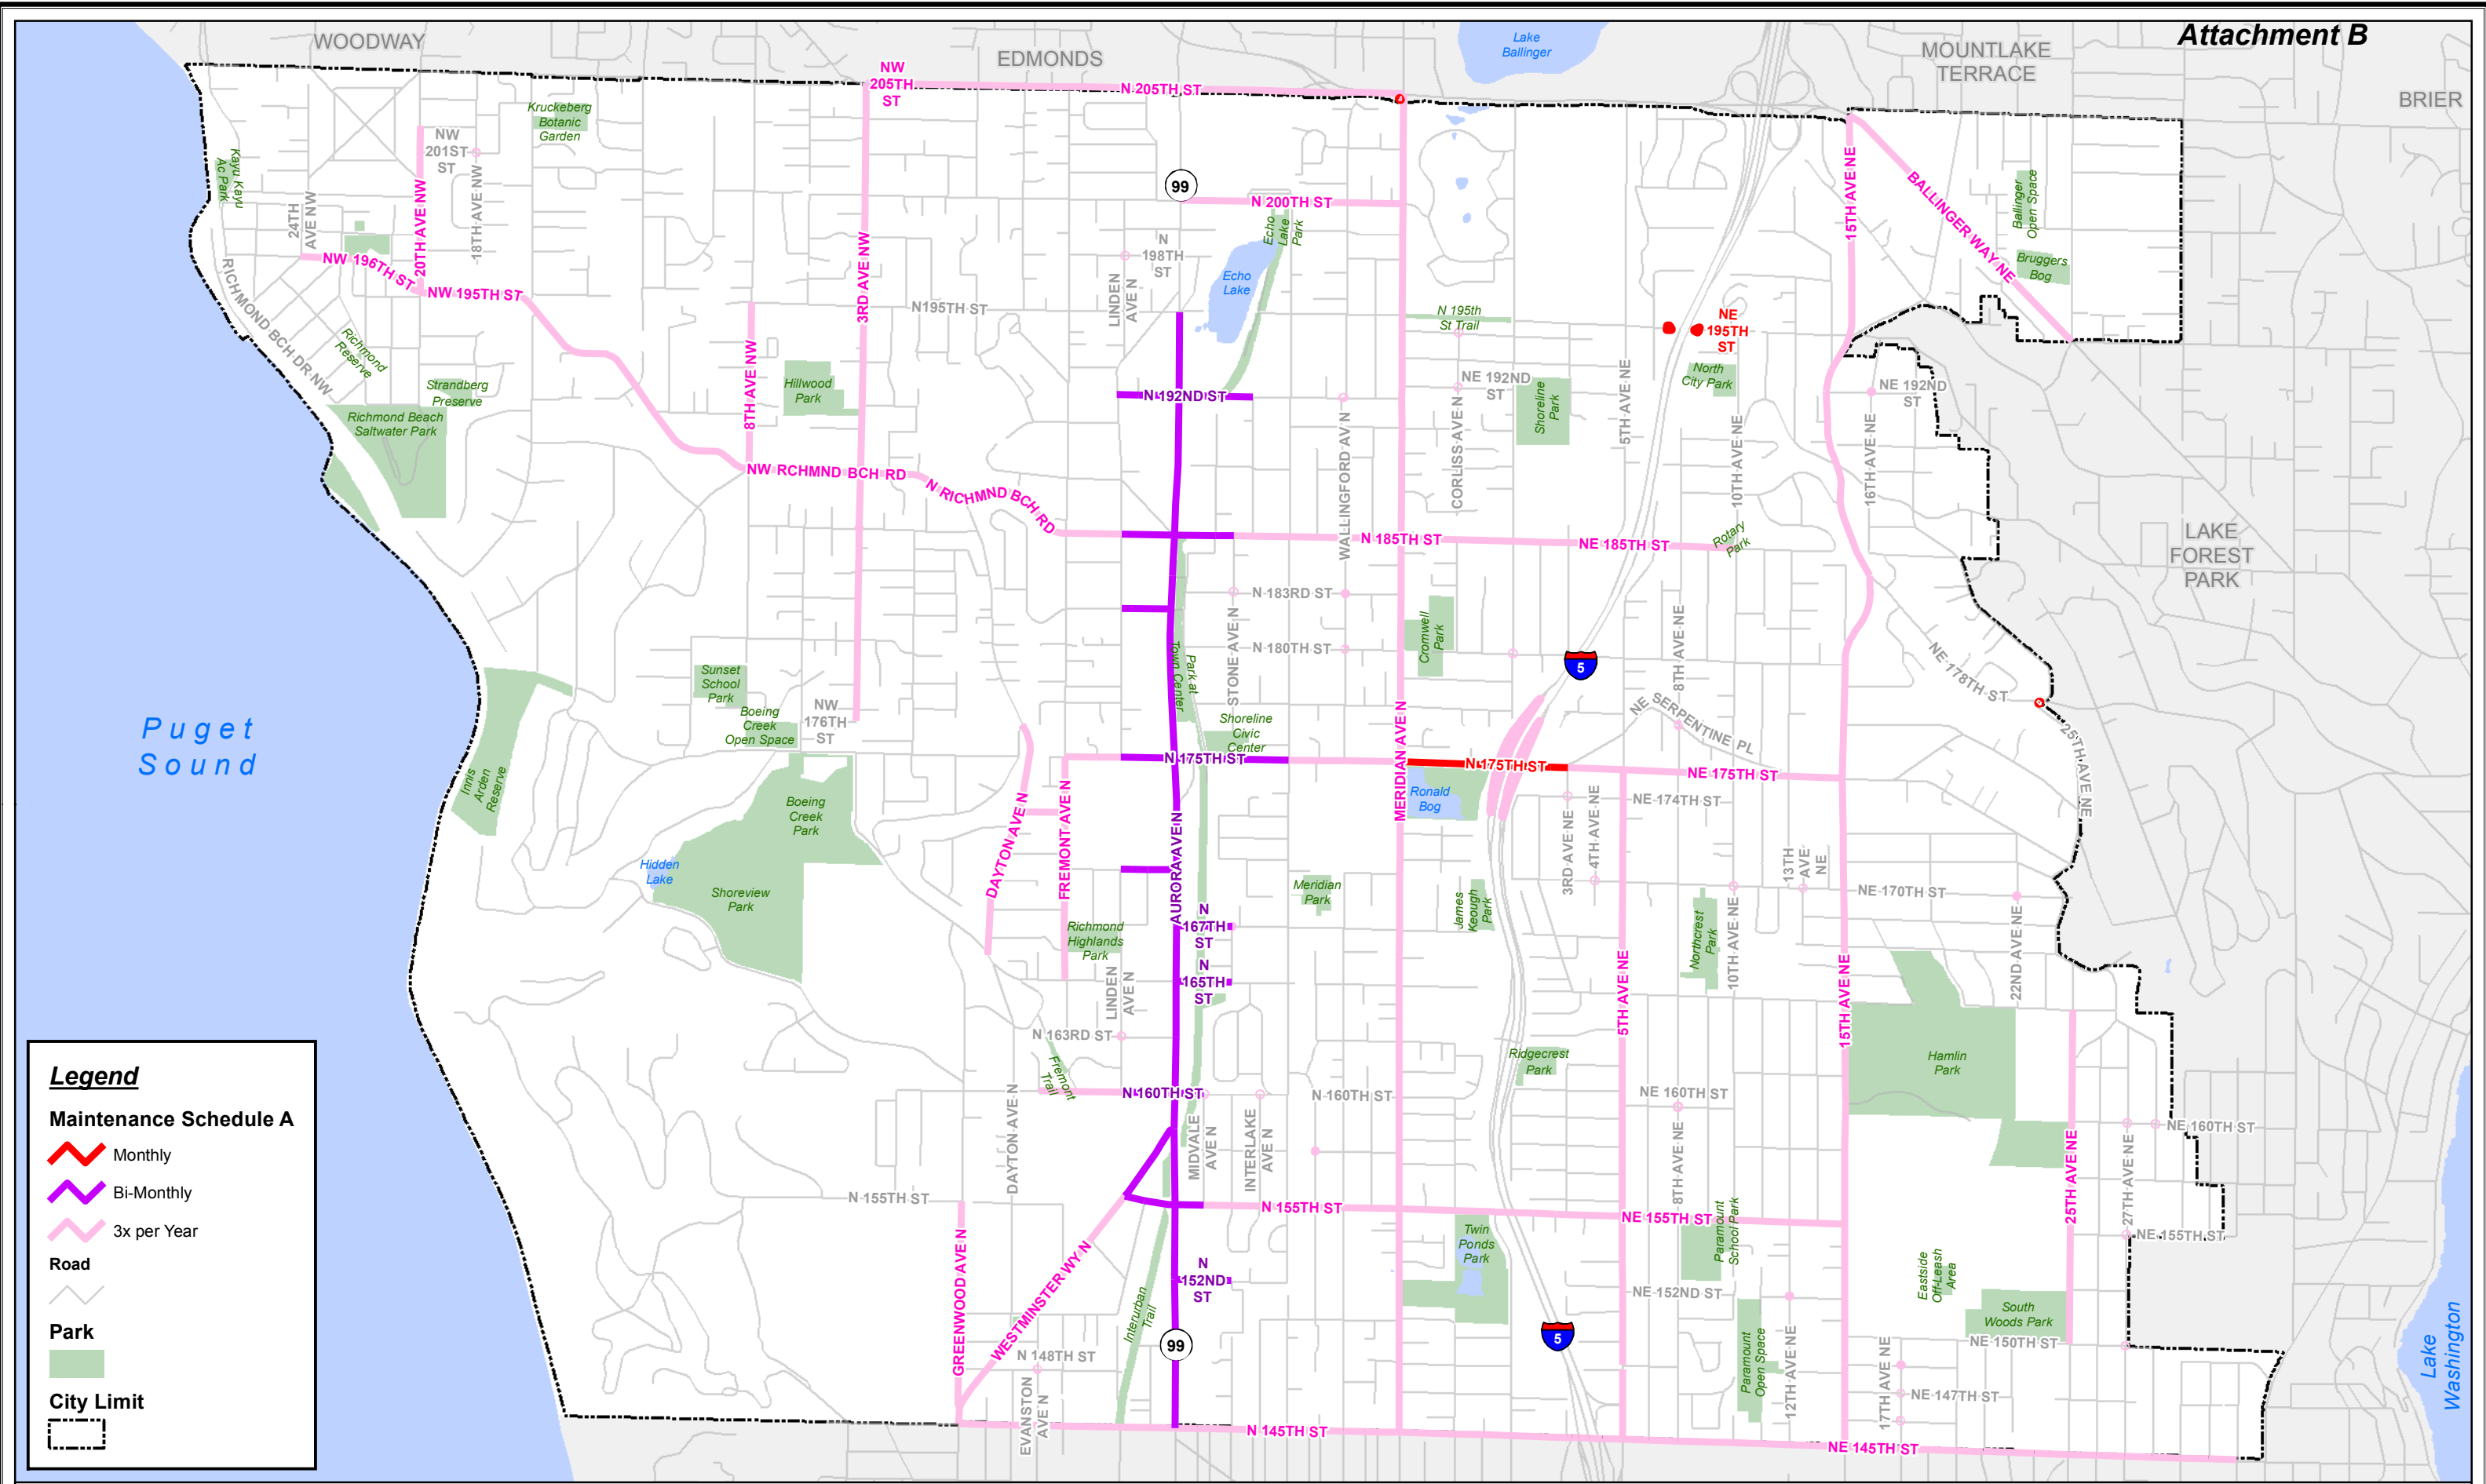 Attachment B
WOODWAY
EDMONDS
Lake
Ballinger
MOUNTLAKE
TERRACE
BRIER
NW
205TH
ST
N 205TH ST
Kruckeberg
Botanic
Garden
NW
201ST
ST
Kayu Kayu
Ac Park
24TH
AVE NW
20TH AVE NW
18TH AVE NW
3RD AVE NW
99
N 200TH ST
Echo
Lake
Park
N
198TH
ST
Echo
Lake
15TH AVE NE
BALLINGER WAY NE
Ballinger
Open Space
Bruggers
Bog
NW 196TH ST
NW 195TH ST
RICHMOND BCH DR NW
Richmond
Reserve
N195TH ST
LINDEN
AVE N
N 195th
St Trail
NE
195TH
ST
Strandberg
Preserve
Richmond Beach
Saltwater Park
8TH AVE NW
Hillwood
Park
N 192ND ST
WALLINGFORD AV N
CORLISS AVE N
NE 192ND
ST
Shoreline
Park
5TH AVE NE
North
City Park
10TH AVE NE
16TH AVE NE
NE 192ND
ST
NW RCHMND BCH RD
N RICHMND BCH RD
N 185TH ST
NE 185TH ST
Rotary
Park
LAKE
FOREST
PARK
N 183RD ST
STONE AVE N
N 180TH ST
Cromwell
Park
5
8TH AVE NE
NE 178TH ST
25TH AVE NE
NE SERPENTINE PL
Park at
Town Center
Sunset
School
Park
Boeing
Creek
Open Space
NW
176TH
ST
Shoreline
Civic
Center
MERIDIAN AVE N
Puget
Sound
Innis
Arden
Reserve
N 175TH ST
N 175TH ST
NE 175TH ST
Ronald
Bog
NE 174TH ST
Boeing
Creek
Park
Hidden
Lake
Shoreview
Park
DAYTON AVE N
FREMONT AVE N
AURORA AVE N
3RD AVE NE
4TH AVE NE
13TH
AVE
NE
NE 170TH ST
Meridian
Park
James
Keough
Park
Northcrest
Park
10TH AVE NE
22ND AVE NE
N
167TH
ST
Richmond
Highlands
Park
N
165TH
ST
LINDEN
AVE N
5TH AVE NE
15TH AVE NE
N 163RD ST
Fremont
Trail
Ridgecrest
Park
Hamlin
Park
N 160TH ST
N 160TH ST
NE 160TH ST
NE 160TH ST
DAYTON AVE N
MIDVALE
AVE N
INTERLAKE
AVE N
8TH AVE NE
25TH AVE NE
27TH AVE NE
N 155TH ST
N 155TH ST
NE 155TH ST
NE 155TH ST
Paramount
School Park
Twin
Ponds
Park
GREENWOOD AVE N
WESTMINSTER WY N
N
152ND
ST
NE 152ND ST
Eastside
Off-Leash
Area
South
Woods Park
Interurban
Trail
99
5
Paramount
Open Space
12TH AVE NE
17TH AVE NE
NE 150TH ST
N 148TH ST
EVANSTON
AVE N
NE 147TH ST
N 145TH ST
NE 145TH ST
Lake
Washington
Legend
Maintenance Schedule A
Monthly
Bi-Monthly
3x per Year
Road
Park
City Limit